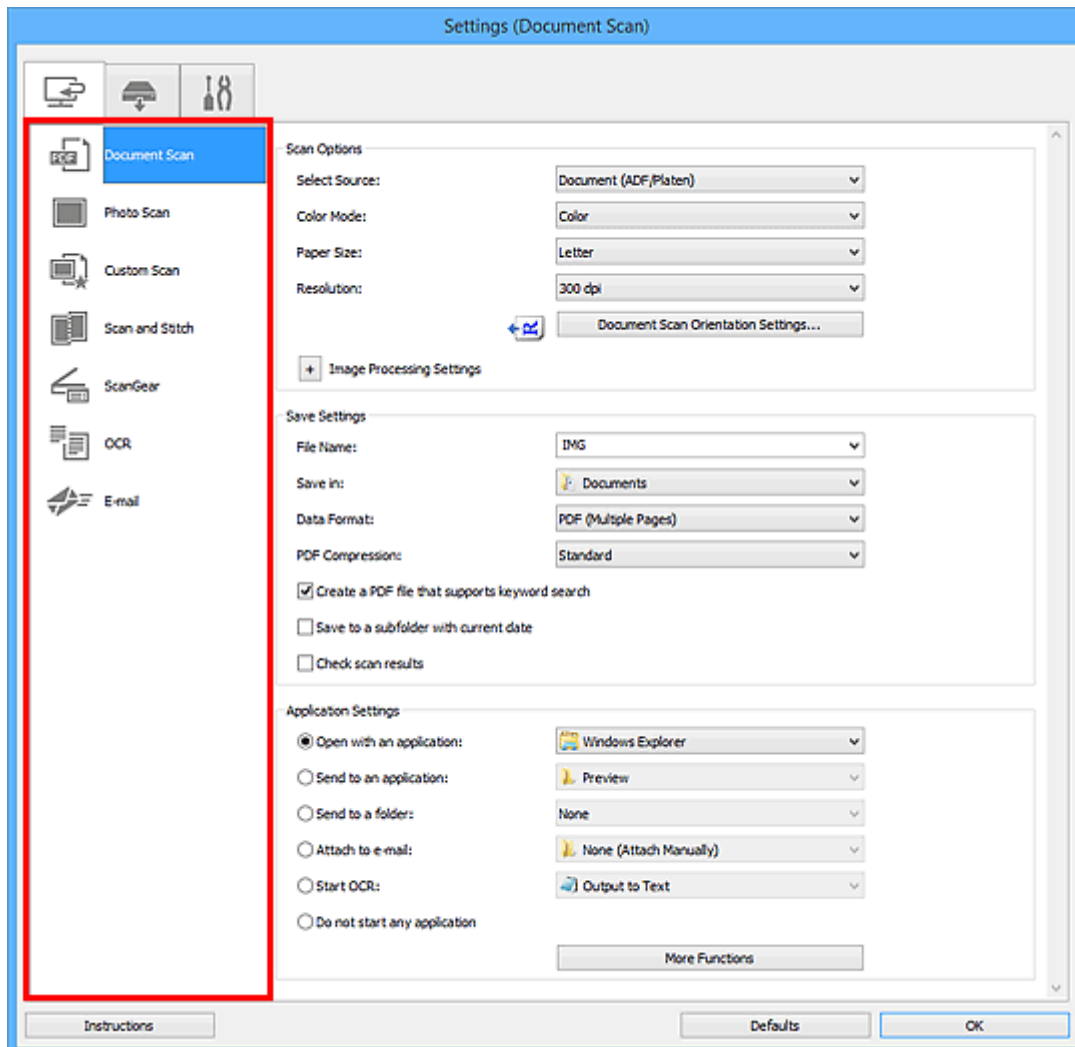 Settings (Document Scan)
PDF
Document Scan
Photo Scan
Custom Scan
Scan and Stitch
ScanGear
OCR
E-mail
Scan Options
Select Source: Document (ADF/Platen)
Color Mode: Color
Paper Size: Letter
Resolution: 300 dpi
R Document Scan Orientation Settings...
+ Image Processing Settings
Save Settings
File Name: IMG
Save in: Documents
Data Format: PDF (Multiple Pages)
PDF Compression: Standard
Create a PDF file that supports keyword search
Save to a subfolder with current date
Check scan results
Application Settings
Open with an application: Windows Explorer
Send to an application: Preview
Send to a folder: None
Attach to e-mail: None (Attach Manually)
Start OCR: Output to Text
Do not start any application
More Functions
Instructions Defaults OK